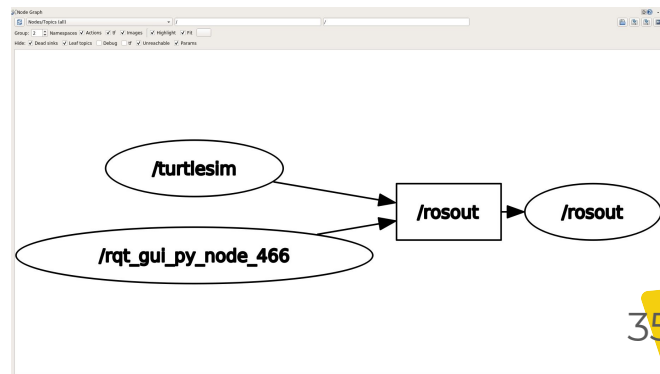 Node Graph
Nodes/Topics (all) / /
Group: 2 Namespaces ✓ Actions ✓ tf ✓ Images ✓ Highlight ✓ Fit
Hide: ✓ Dead sinks ✓ Leaf topics Debug tf ✓ Unreachable ✓ Params
/turtlesim
/rosout /rosout
/rqt_gui_py_node_466
35